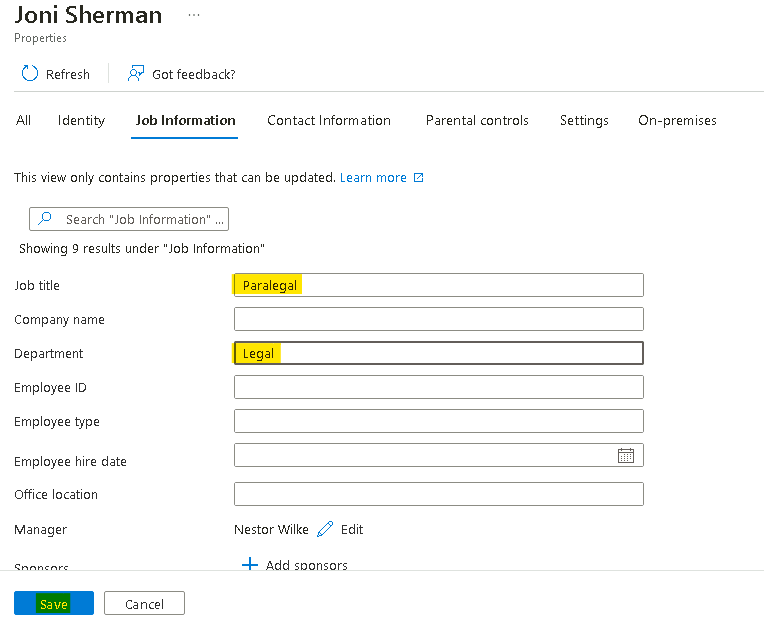 Joni Sherman ...
Properties
Refresh Got feedback?
All Identity Job Information Contact Information Parental controls Settings On-premises
This view only contains properties that can be updated. Learn more
Search "Job Information" ...
Showing 9 results under "Job Information"
Job title Paralegal
Company name
Department Legal
Employee ID
Employee type
Employee hire date
Office location
Manager Nestor Wilke Edit
Sponsors Add sponsors
Save Cancel